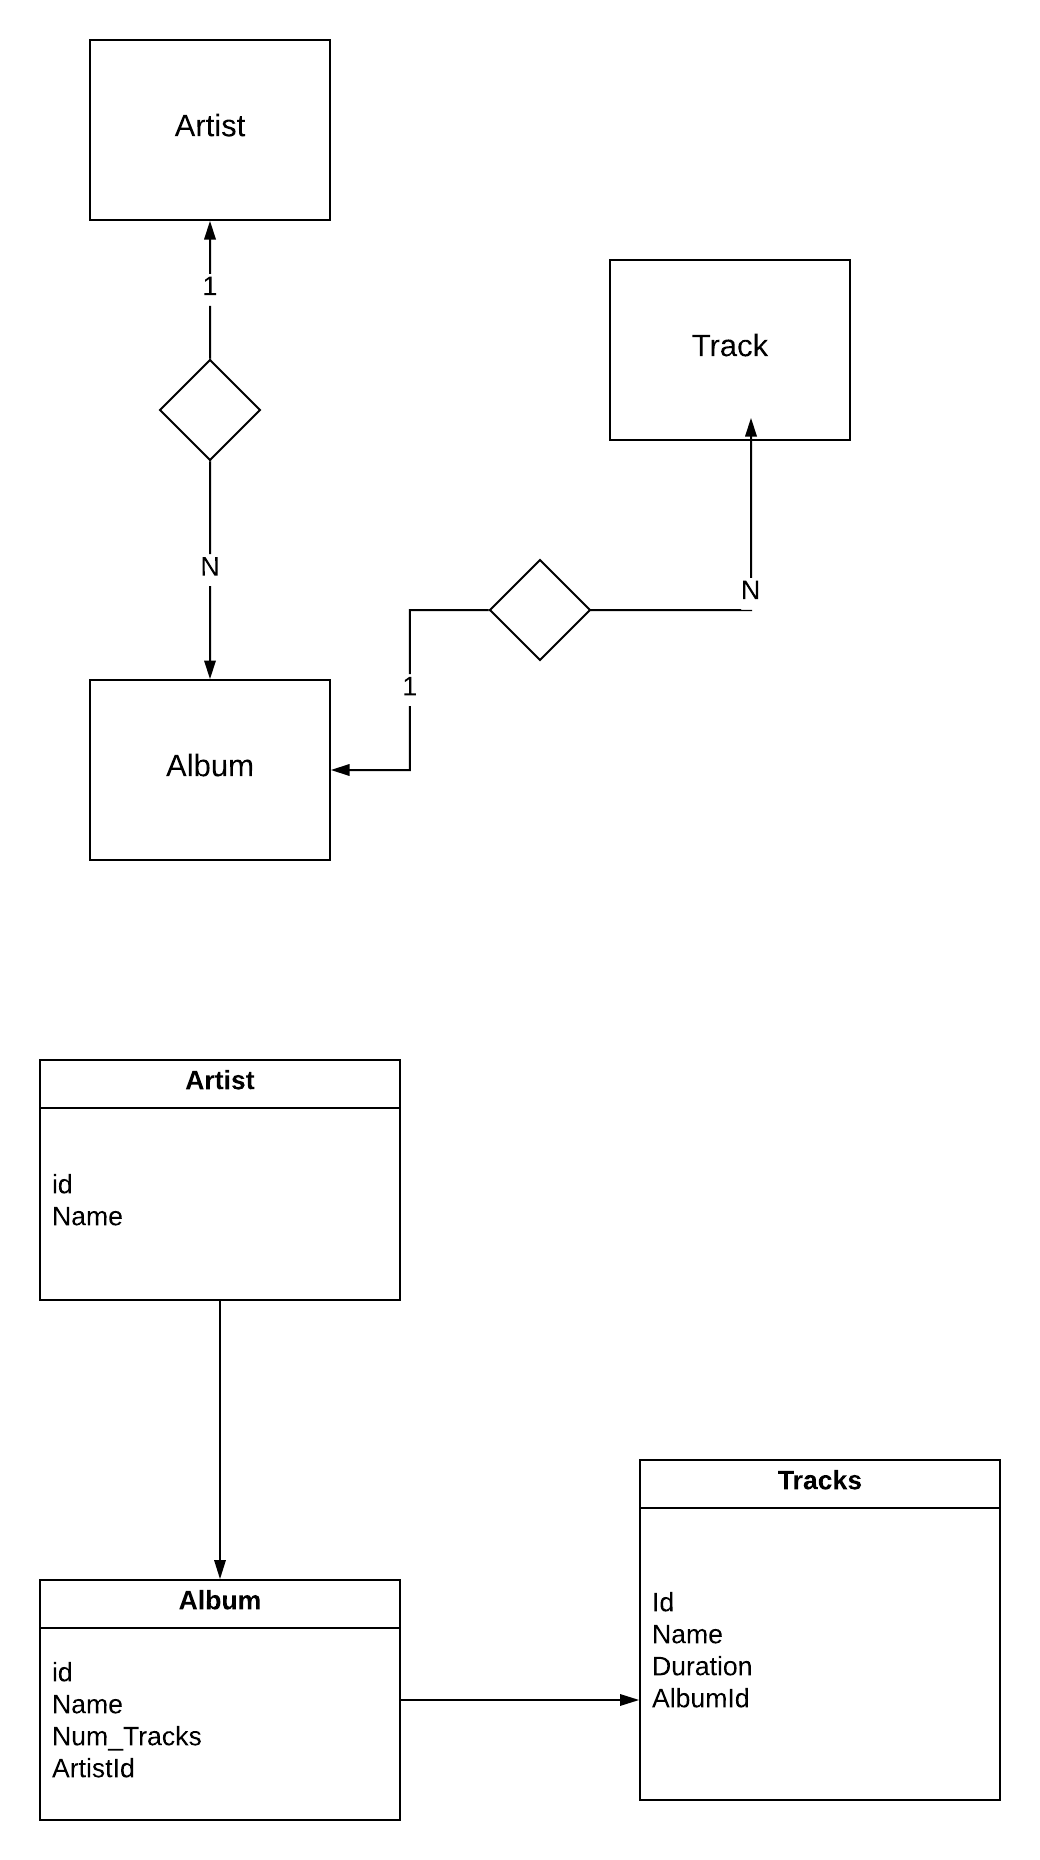 Artist
1
Track
N
N
1
Album
Artist
id
Name
Tracks
Id
Name
Duration
AlbumId
Album
id
Name
Num_Tracks
ArtistId